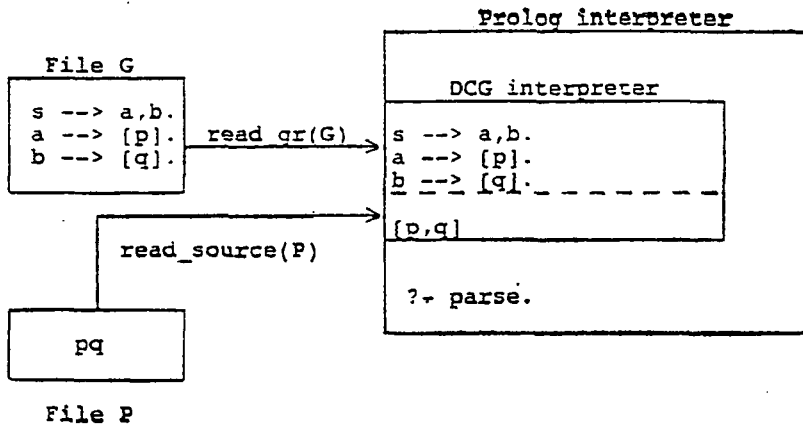 Prolog interpreter
File G
DCG interpreter
s --> a,b.
a --> [p].
b --> [q].
read_gr(G)
s --> a,b.
a --> [p].
b --> [q].
[p,q]
read_source(P)
?- parse.
pq
File P